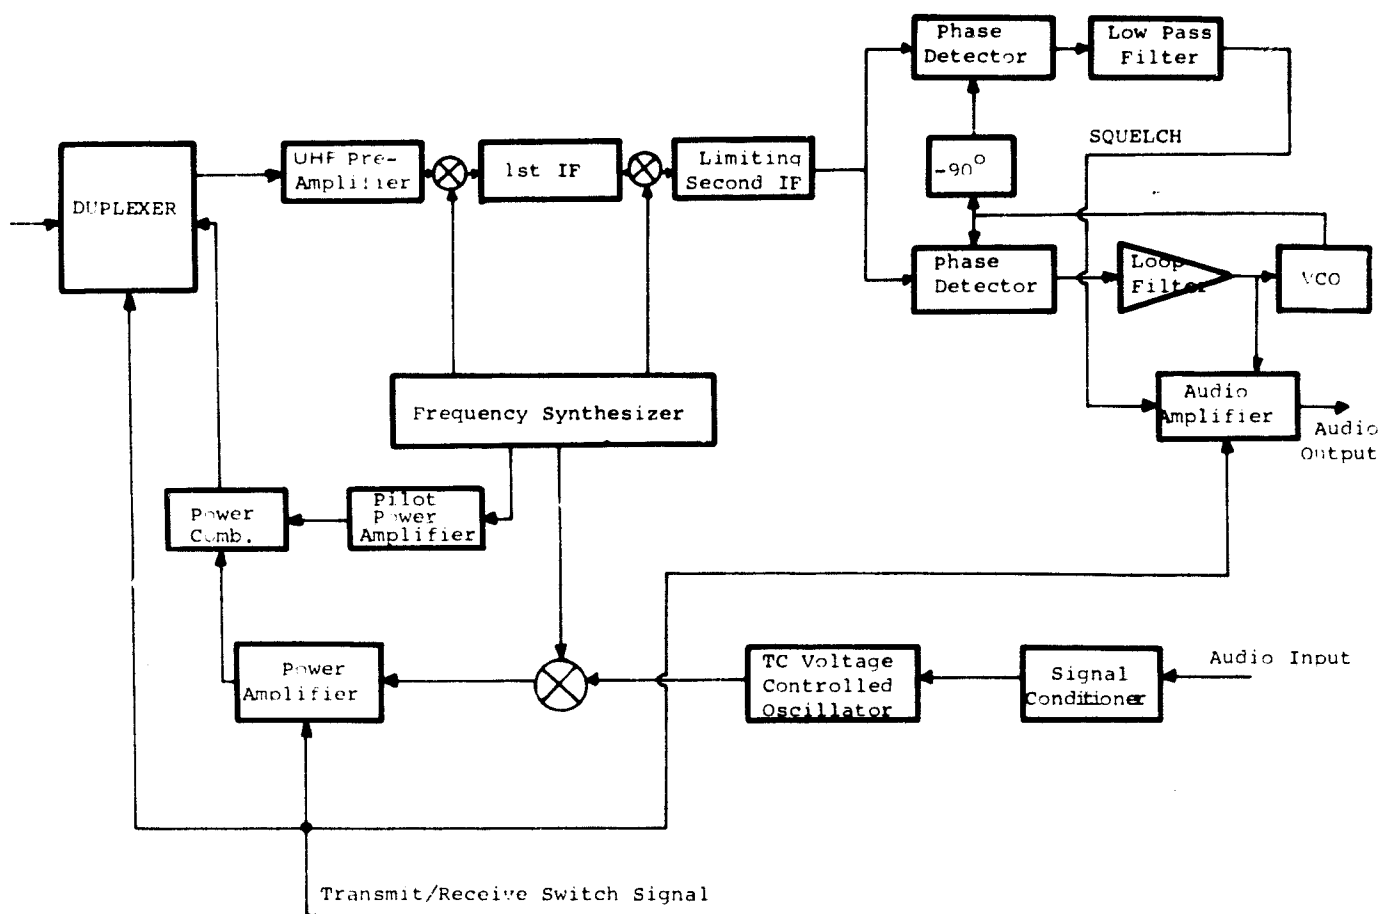 Phase
Detector
Low Pass
Filter
SQUELCH
UHF Pre-
Amplifier
1st IF
Limiting
Second IF
-90°
DUPLEXER
Phase
Detector
Loop
Filter
VCO
Frequency Synthesizer
Audio
Amplifier
Audio
Output
Pilot
Power
Amplifier
Power
Comb.
Power
Amplifier
TC Voltage
Controlled
Oscillator
Signal
Conditioner
Audio Input
Transmit/Receive Switch Signal